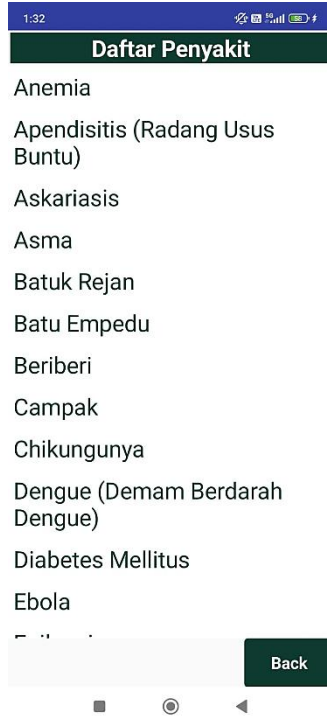 1:32
Daftar Penyakit
Anemia
Apendisitis (Radang Usus
Buntu)
Askariasis
Asma
Batuk Rejan
Batu Empedu
Beriberi
Campak
Chikungunya
Dengue (Demam Berdarah
Dengue)
Diabetes Mellitus
Ebola
Back